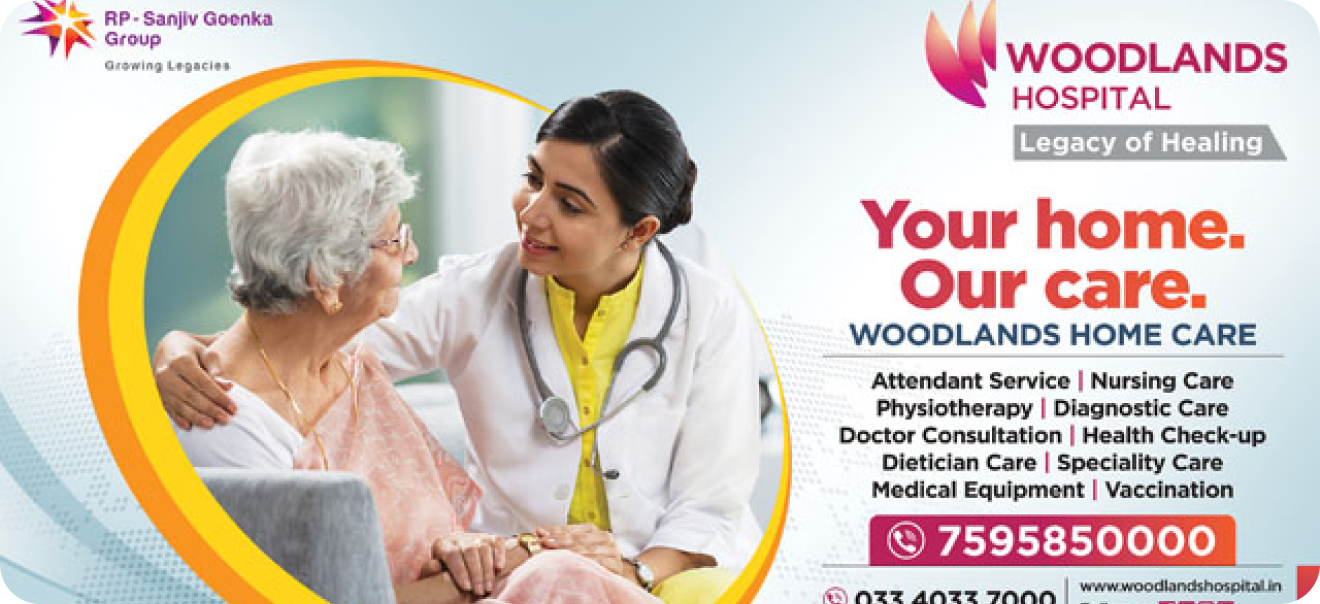 RP - Sanjiv Goenka
Group
Growing Legacies
WOODLANDS
HOSPITAL
Legacy of Healing
Your home.
Our care.
WOODLANDS HOME CARE
Attendant Service | Nursing Care
Physiotherapy | Diagnostic Care
Doctor Consultation | Health Check-up
Dietician Care | Speciality Care
Medical Equipment | Vaccination
7595850000
033 4033 7000
www.woodlandshospital.in